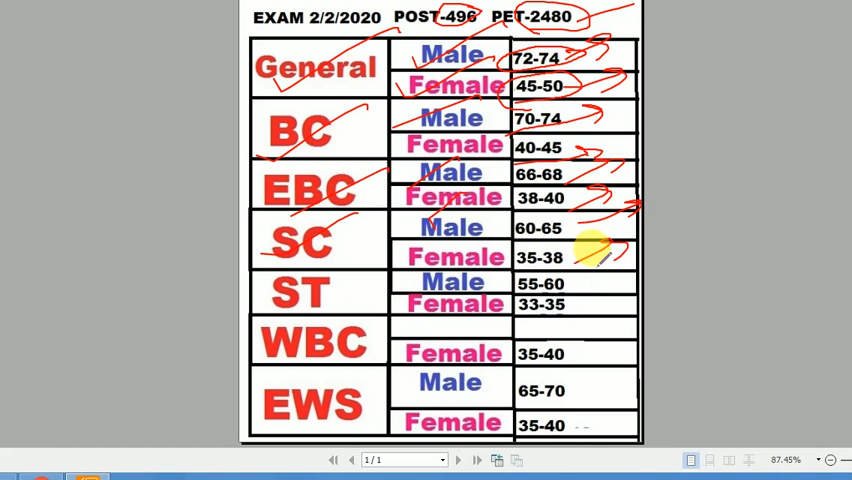 EXAM 2/2/2020 POST-496 PET-2480
General Male 72-74
Female 45-50
BC Male 70-74
Female 40-45
EBC Male 66-68
Female 38-40
SC Male 60-65
Female 35-38
ST Male 55-60
Female 33-35
WBC
Female 35-40
EWS Male 65-70
Female 35-40 --
1/1 87.45%